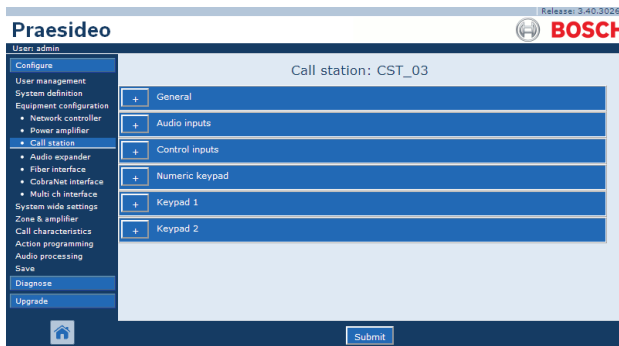 Release: 3.40.3026
Praesideo
BOSCH
User: admin
Configure
User management
System definition
Equipment configuration
• Network controller
• Power amplifier
• Call station
• Audio expander
• Fiber interface
• CobraNet interface
• Multi ch interface
System wide settings
Zone & amplifier
Call characteristics
Action programming
Audio processing
Save
Diagnose
Upgrade
Call station: CST_03
+ General
+ Audio inputs
+ Control inputs
+ Numeric keypad
+ Keypad 1
+ Keypad 2
Submit